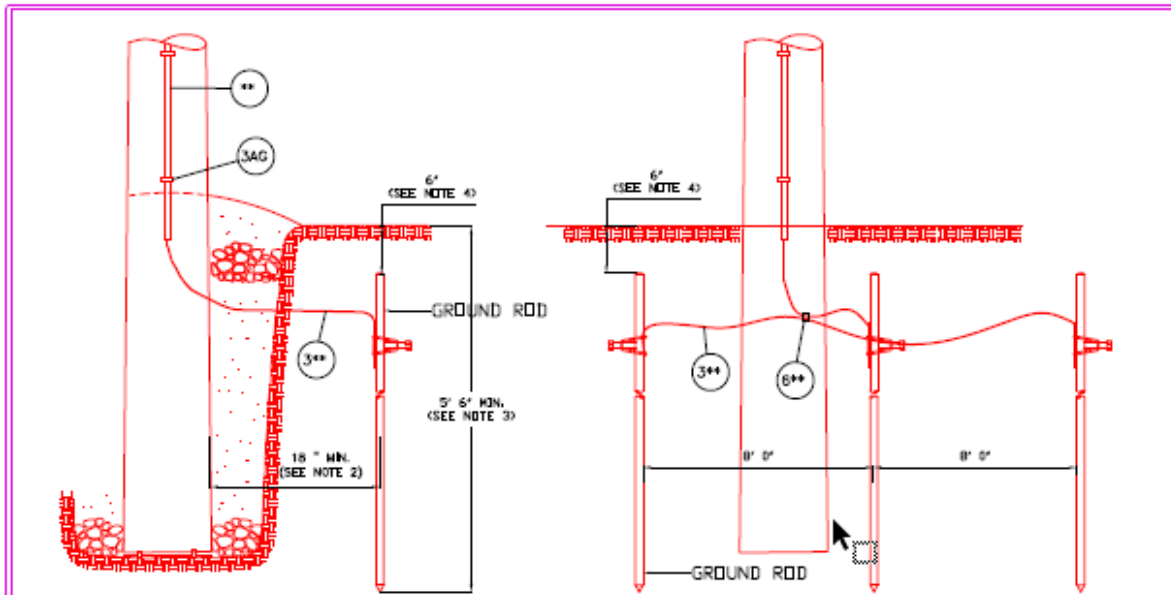 **
3AG
6"
(SEE NOTE 4)
GROUND ROD
3**
5' 6" MIN.
(SEE NOTE 3)
18 " MIN.
(SEE NOTE 2)
6"
(SEE NOTE 4)
3**
6**
8' 0"
8' 0"
GROUND ROD